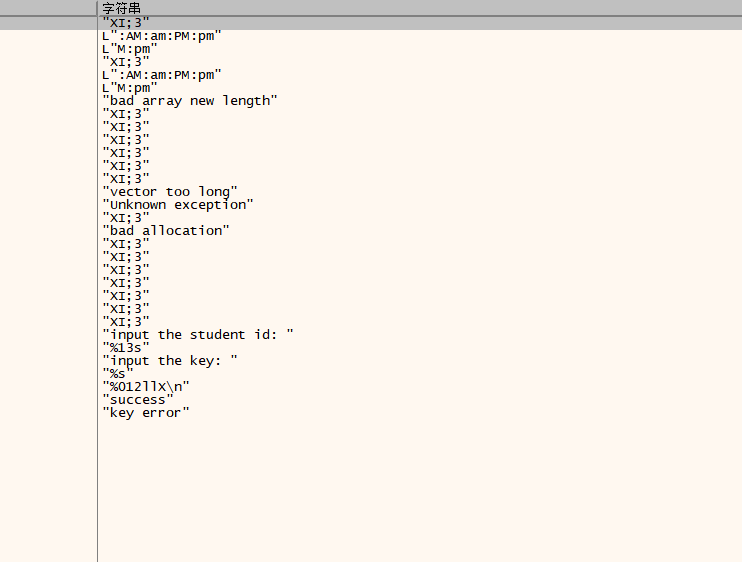 字符串
"XI;3"
L":AM:am:PM:pm"
L"M:pm"
"XI;3"
L":AM:am:PM:pm"
L"M:pm"
"bad array new length"
"XI;3"
"XI;3"
"XI;3"
"XI;3"
"XI;3"
"XI;3"
"vector too long"
"Unknown exception"
"XI;3"
"bad allocation"
"XI;3"
"XI;3"
"XI;3"
"XI;3"
"XI;3"
"XI;3"
"XI;3"
"input the student id: "
"%13s"
"input the key: "
"%s"
"%012llX\n"
"success"
"key error"